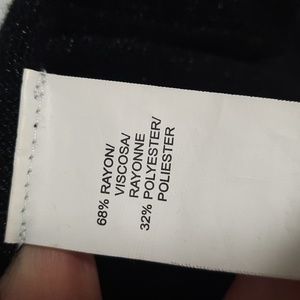 68% RAYON/
VISCOSA/
RAYONNE
32% POLYESTER/
POLIESTER